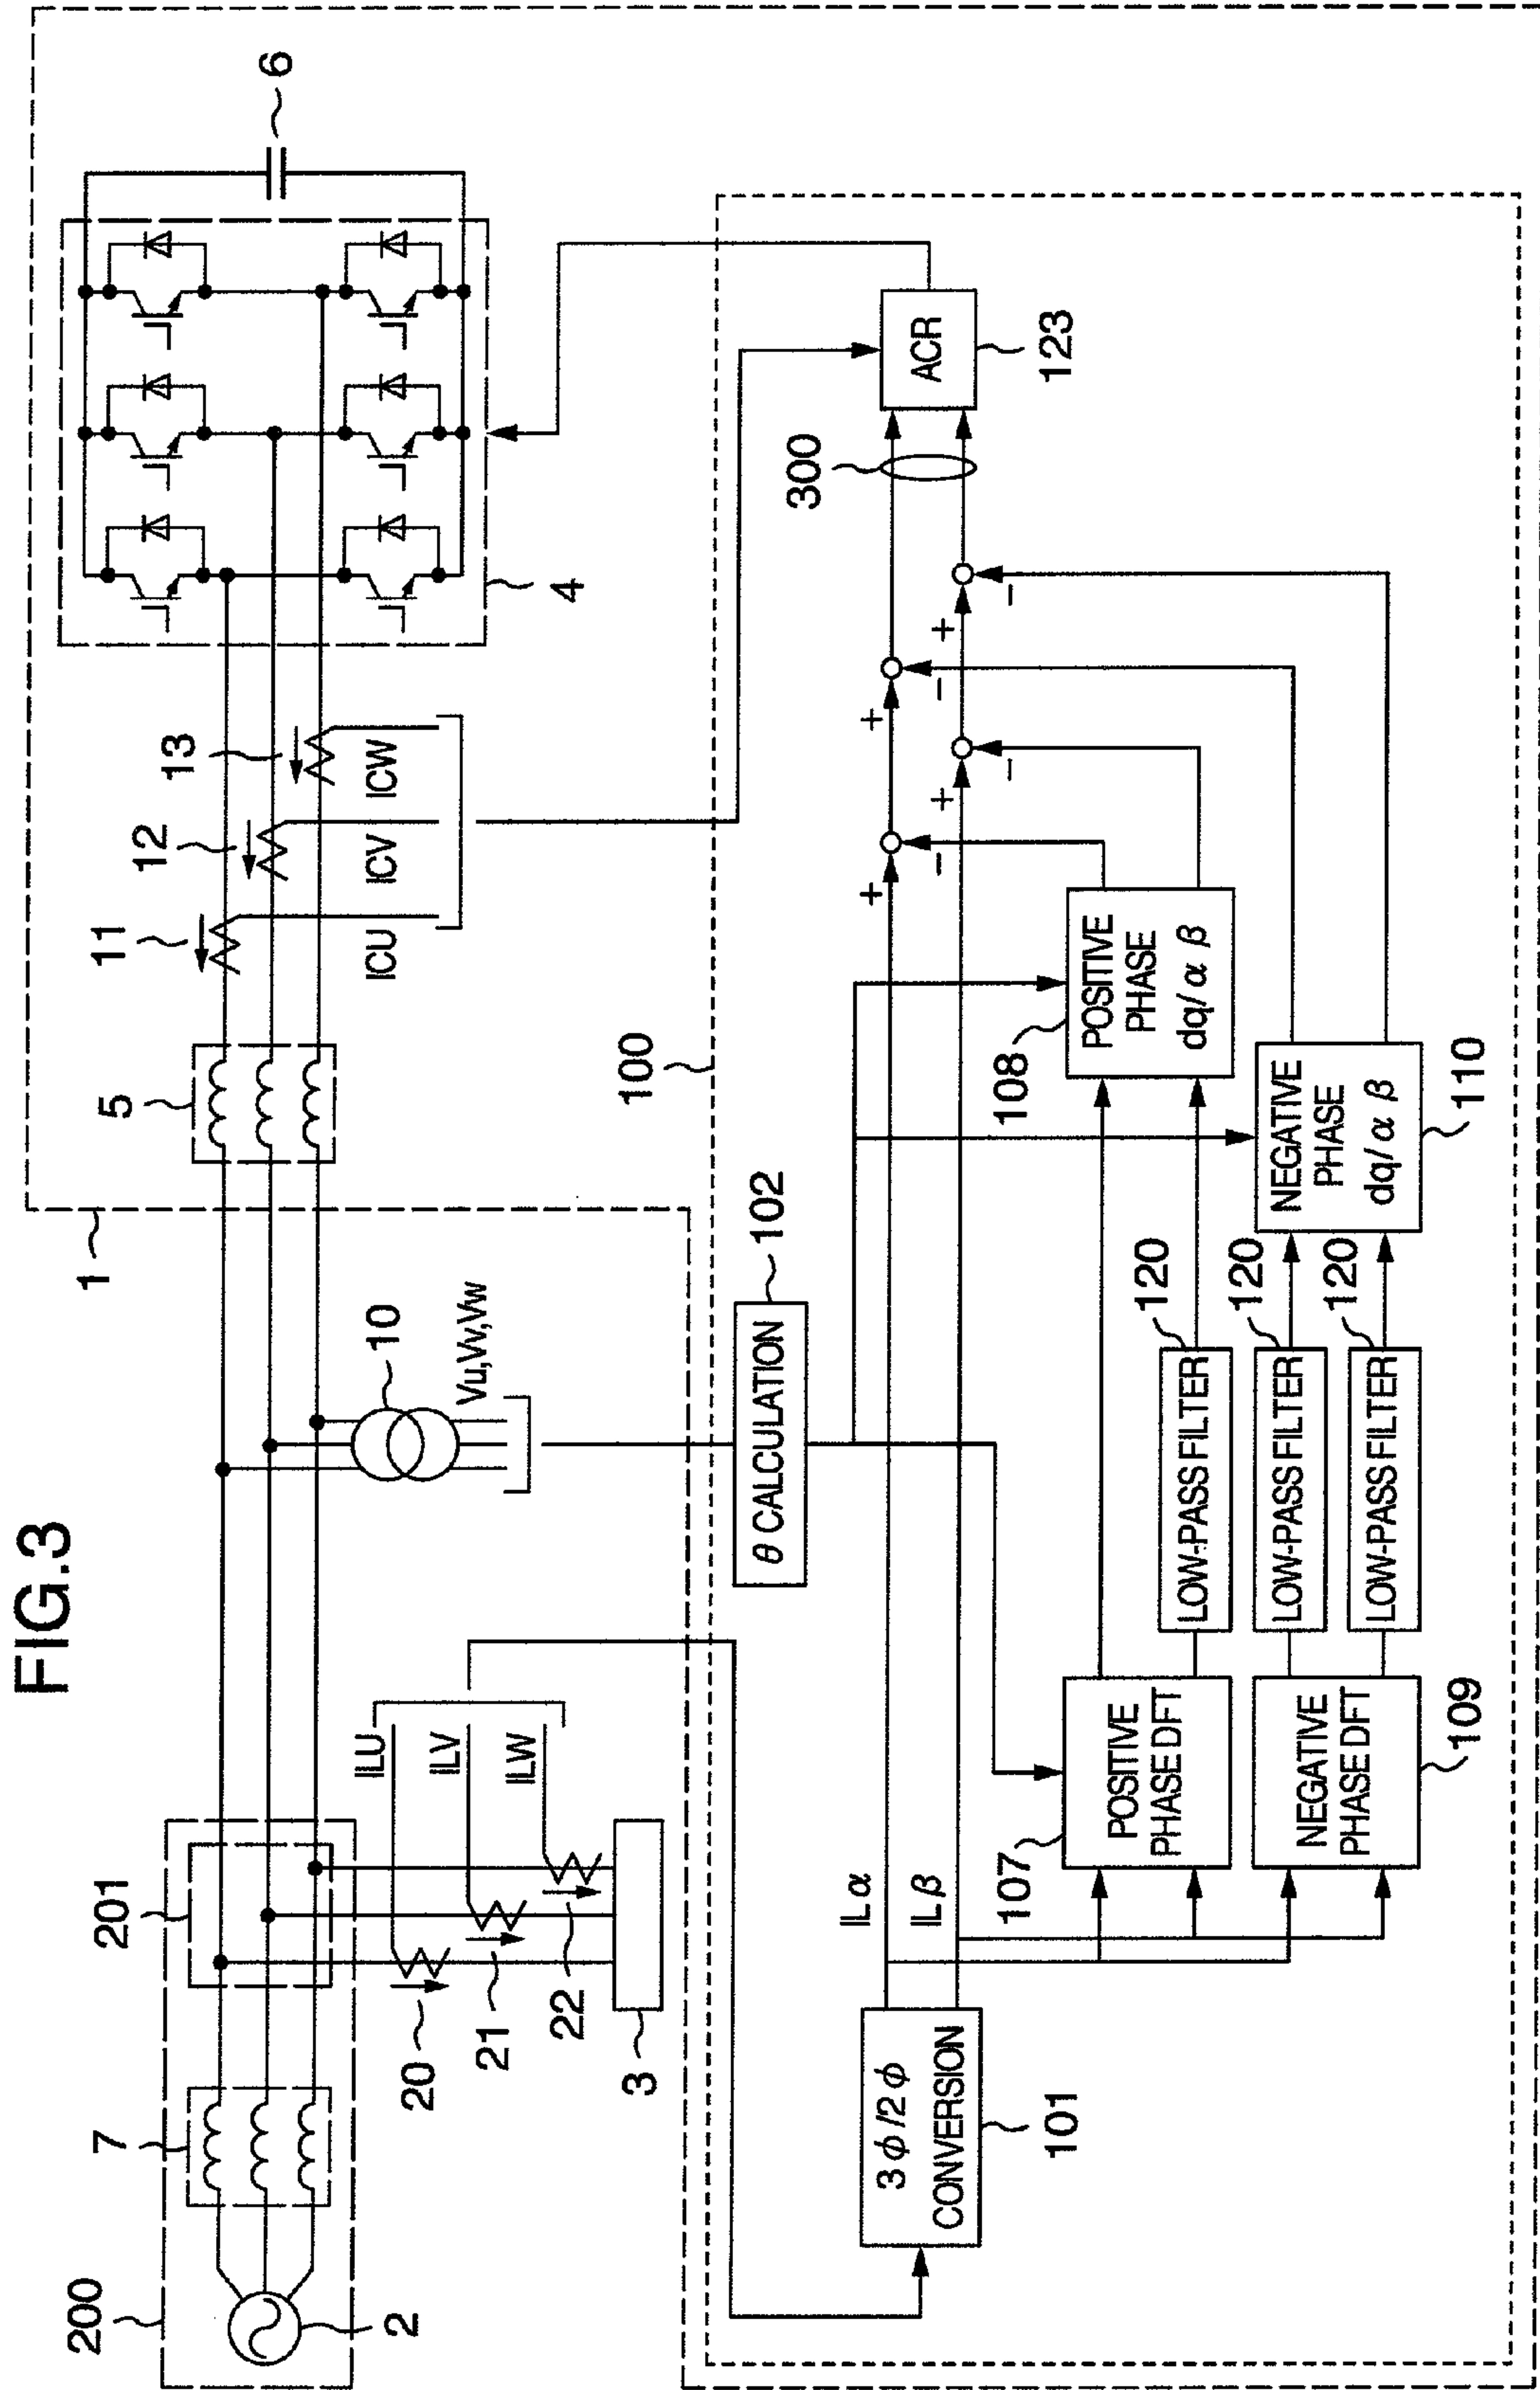 FIG.3
200
2
7
201
20
21
22
3
ILU
ILV
ILW
10
Vu,Vv,Vw
1
5
11
12
13
ICU
ICV
ICW
4
6
100
102
θ CALCULATION
3ϕ/2ϕ
CONVERSION
101
ILα
ILβ
107
POSITIVE
PHASE DFT
NEGATIVE
PHASE DFT
109
LOW-PASS FILTER
120
LOW-PASS FILTER
120
LOW-PASS FILTER
120
108
POSITIVE
PHASE
dq/α β
NEGATIVE
PHASE
dq/α β
110
+
−
+
−
+
−
+
−
300
ACR
123